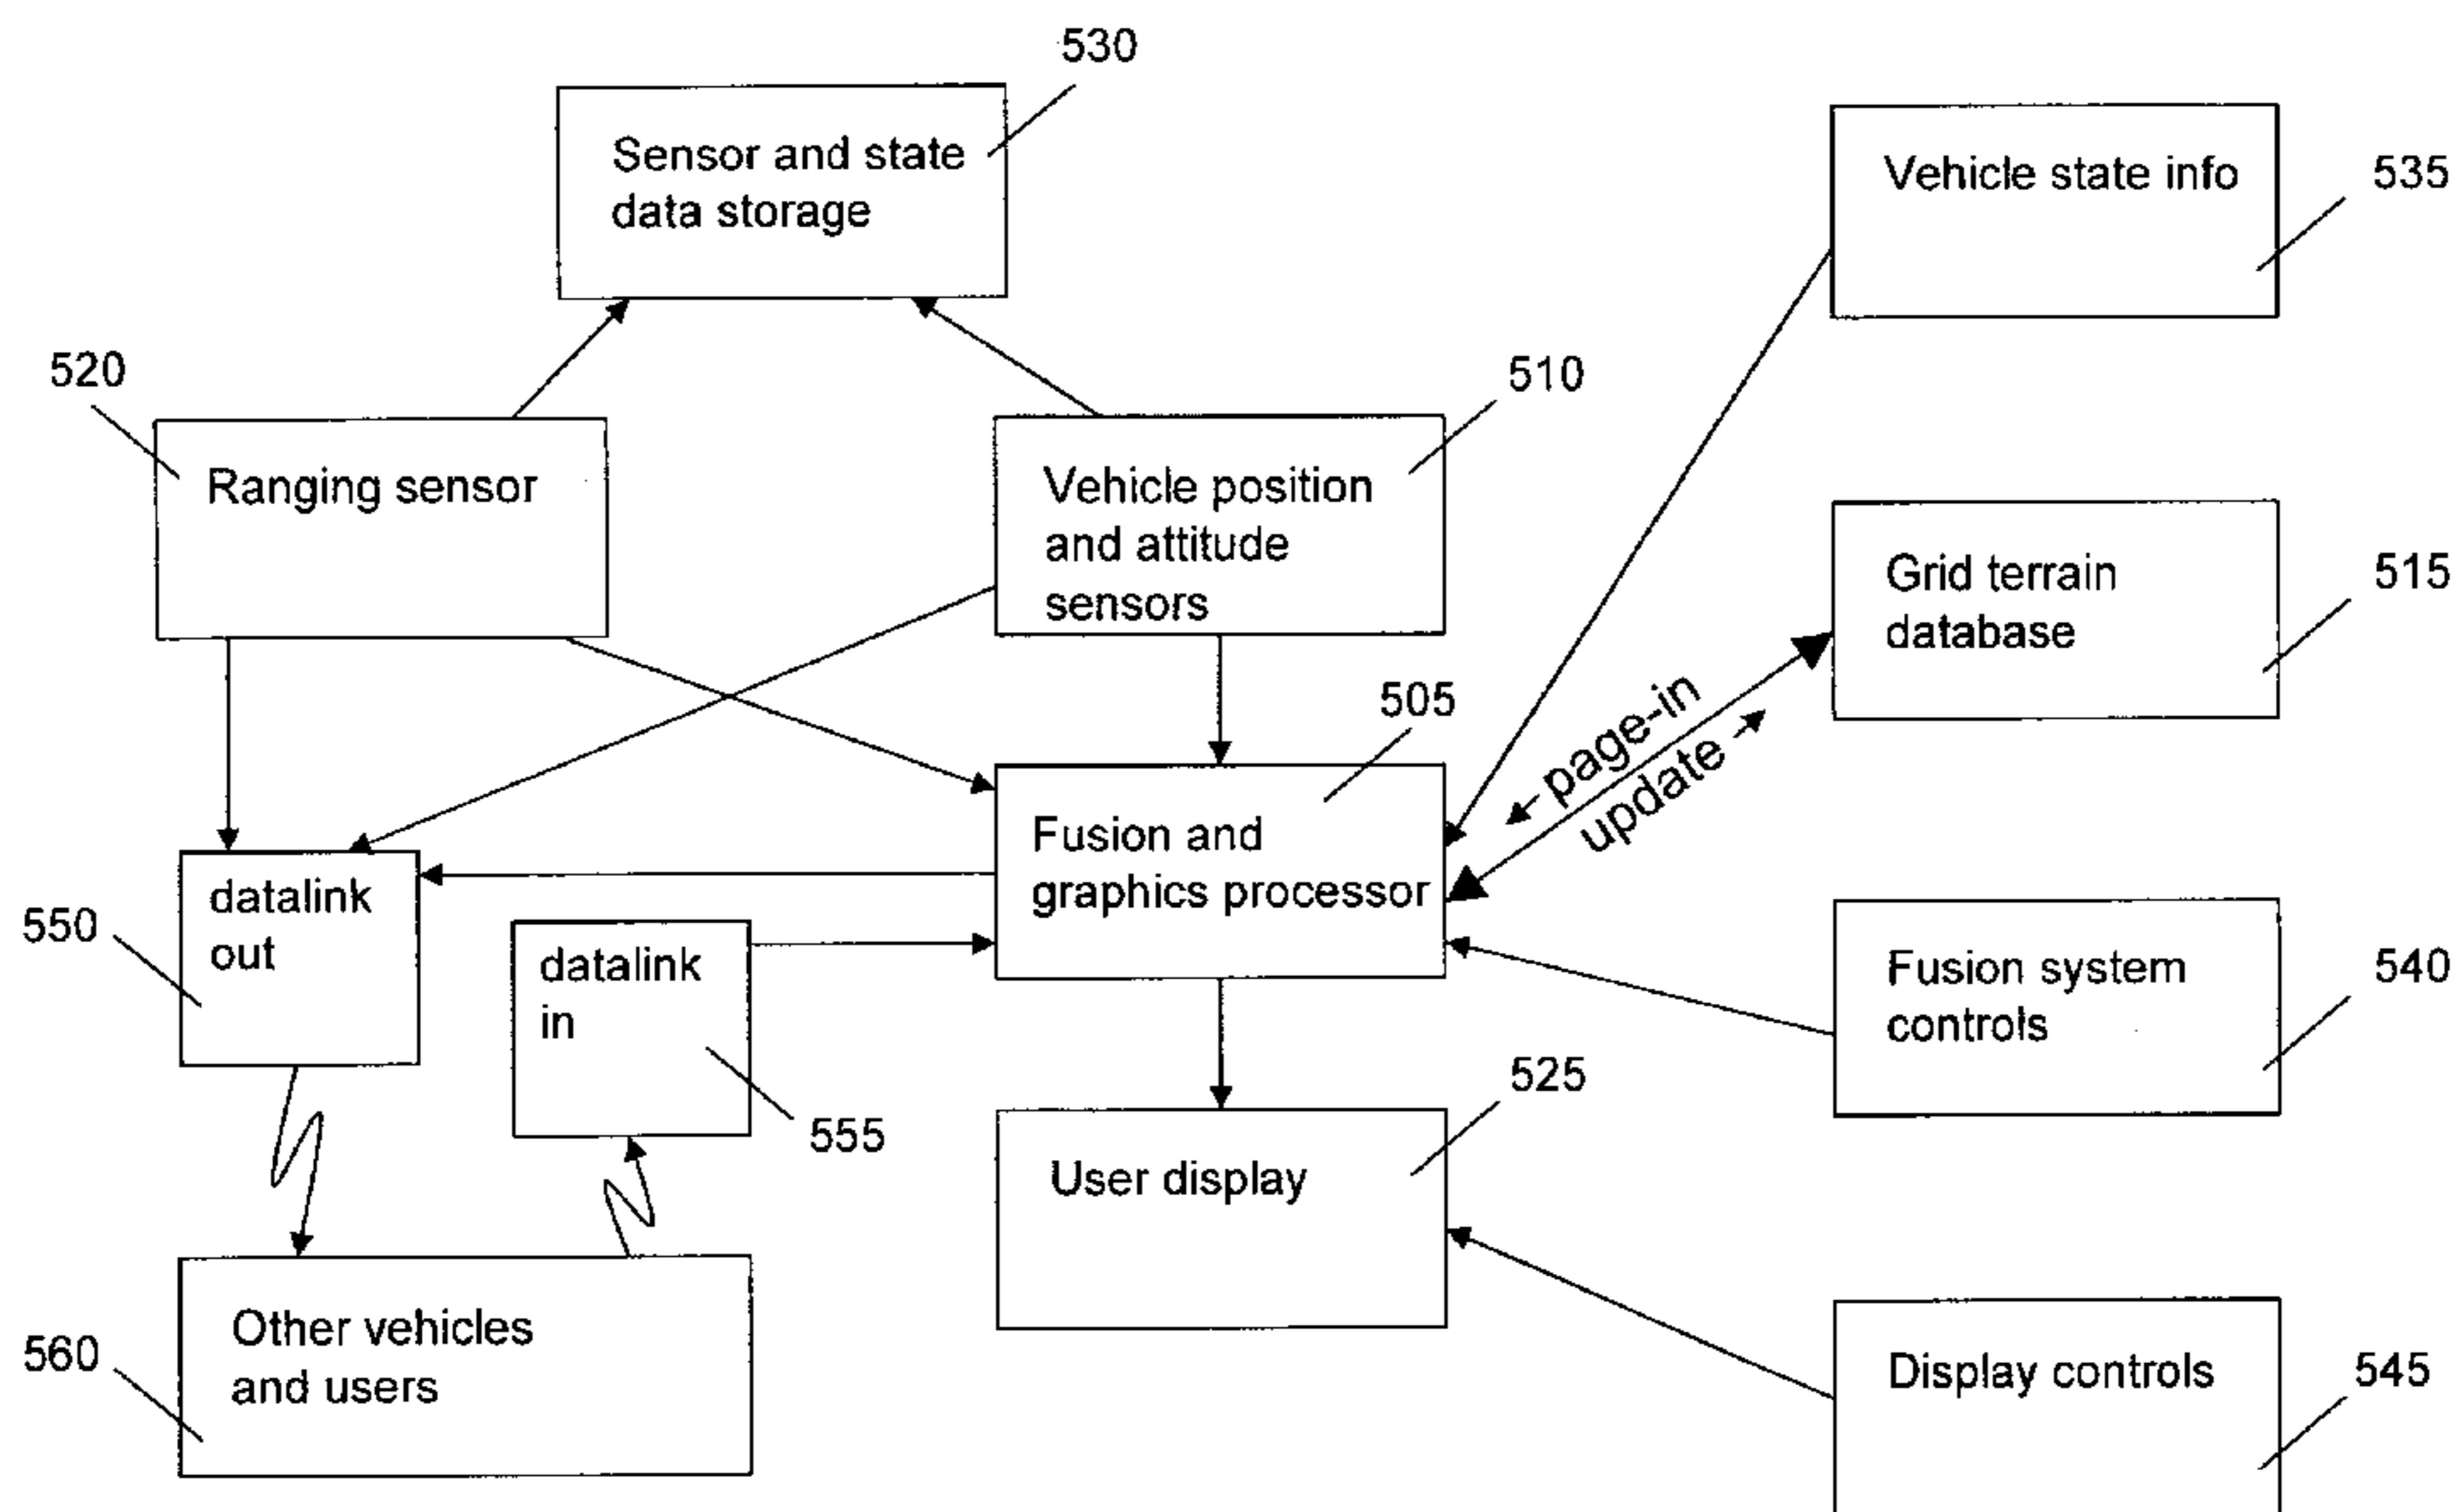 530
Sensor and state
data storage
Vehicle state info
535
520
Ranging sensor
510
Vehicle position
and attitude
sensors
Grid terrain
database
515
page-in
update
505
Fusion and
graphics processor
550
datalink
out
datalink
in
555
Fusion system
controls
540
525
User display
560
Other vehicles
and users
Display controls
545